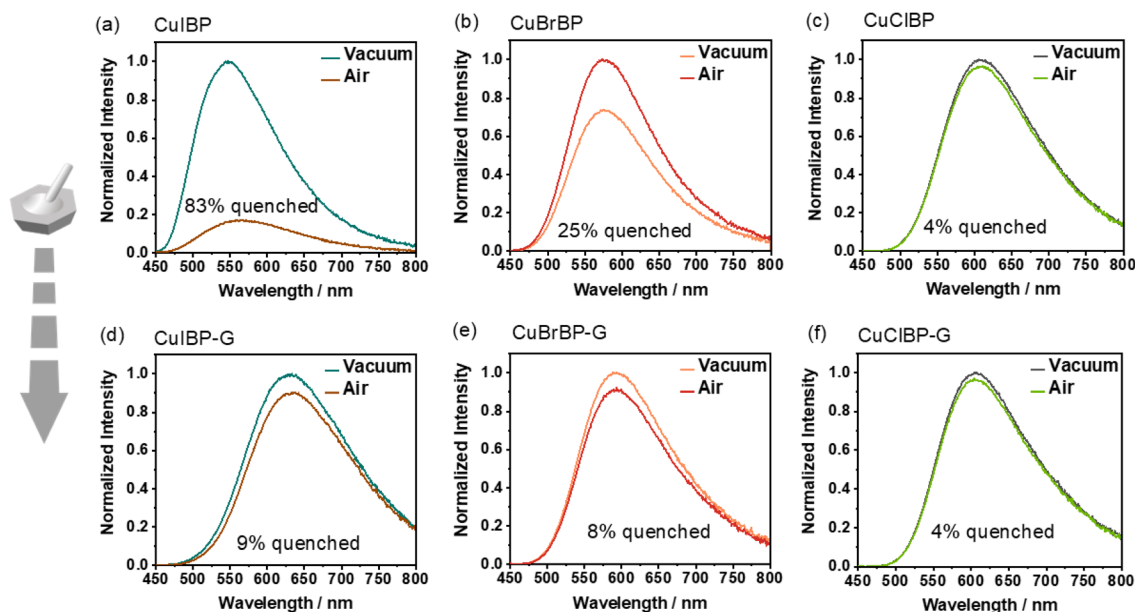 (a) CuIBP
Vacuum
Air
83% quenched
Normalized Intensity
1.0
0.8
0.6
0.4
0.2
0.0
450 500 550 600 650 700 750 800
Wavelength / nm
(b) CuBrBP
Vacuum
Air
25% quenched
Normalized Intensity
1.0
0.8
0.6
0.4
0.2
0.0
450 500 550 600 650 700 750 800
Wavelength / nm
(c) CuClBP
Vacuum
Air
4% quenched
Normalized Intensity
1.0
0.8
0.6
0.4
0.2
0.0
450 500 550 600 650 700 750 800
Wavelength / nm
(d) CuIBP-G
Vacuum
Air
9% quenched
Normalized Intensity
1.0
0.8
0.6
0.4
0.2
0.0
450 500 550 600 650 700 750 800
Wavelength / nm
(e) CuBrBP-G
Vacuum
Air
8% quenched
Normalized Intensity
1.0
0.8
0.6
0.4
0.2
0.0
450 500 550 600 650 700 750 800
Wavelength / nm
(f) CuClBP-G
Vacuum
Air
4% quenched
Normalized Intensity
1.0
0.8
0.6
0.4
0.2
0.0
450 500 550 600 650 700 750 800
Wavelength / nm